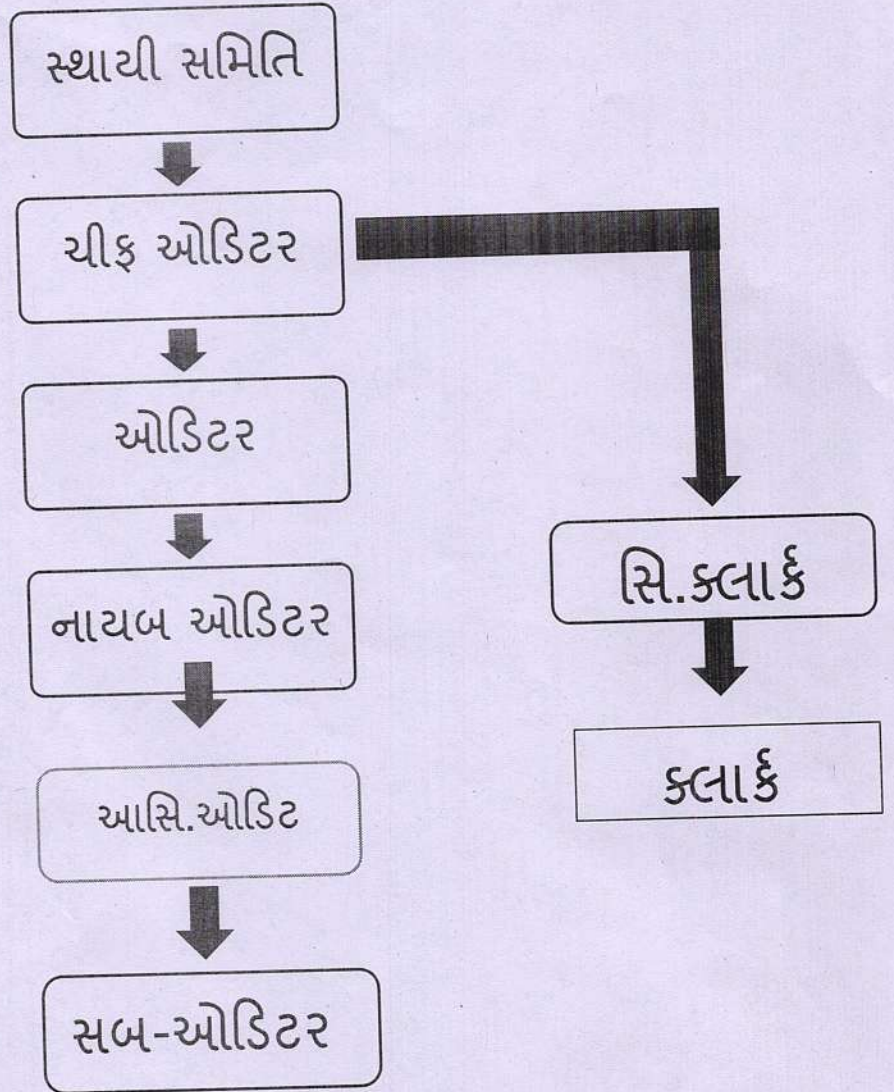 સ્થાયી સમિતિ
ચીફ ઓડિટર
ઓડિટર
નાયબ ઓડિટર
આસિ.ઓડિટ
સબ-ઓડિટર
સિ.ક્લાર્ક
ક્લાર્ક